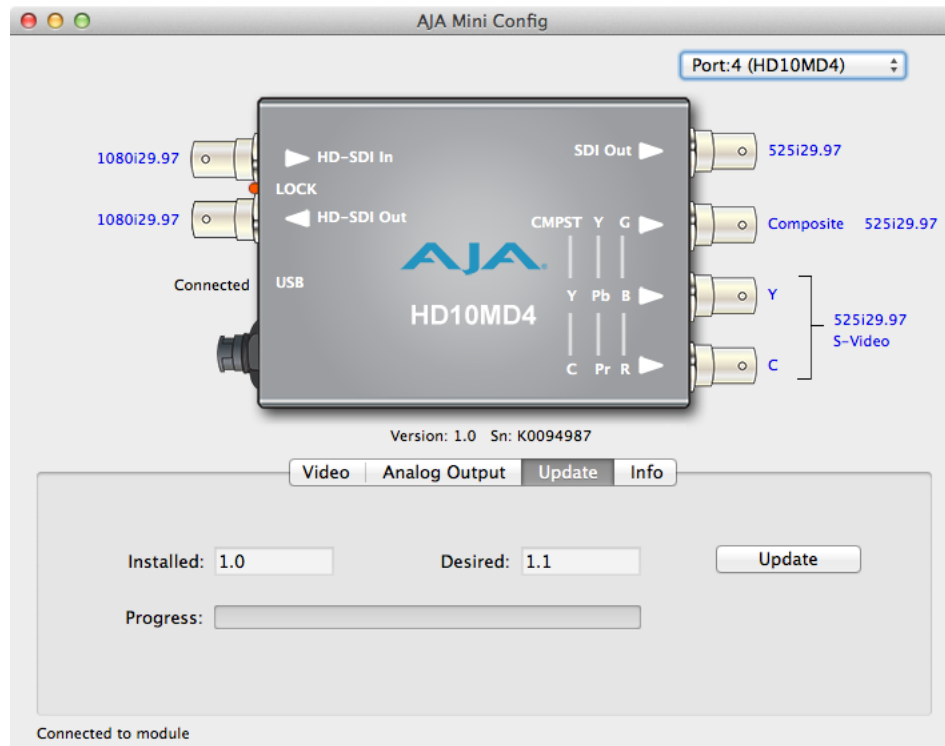 AJA Mini Config
Port:4 (HD10MD4)
1080i29.97
HD-SDI In
SDI Out
525i29.97
LOCK
1080i29.97
HD-SDI Out
CMPST Y G
Composite 525i29.97
AJA
Connected
USB
Y Pb B
Y
HD10MD4
525i29.97
S-Video
C Pr R
C
Version: 1.0 Sn: K0094987
Video Analog Output Update Info
Installed: 1.0 Desired: 1.1 Update
Progress:
Connected to module